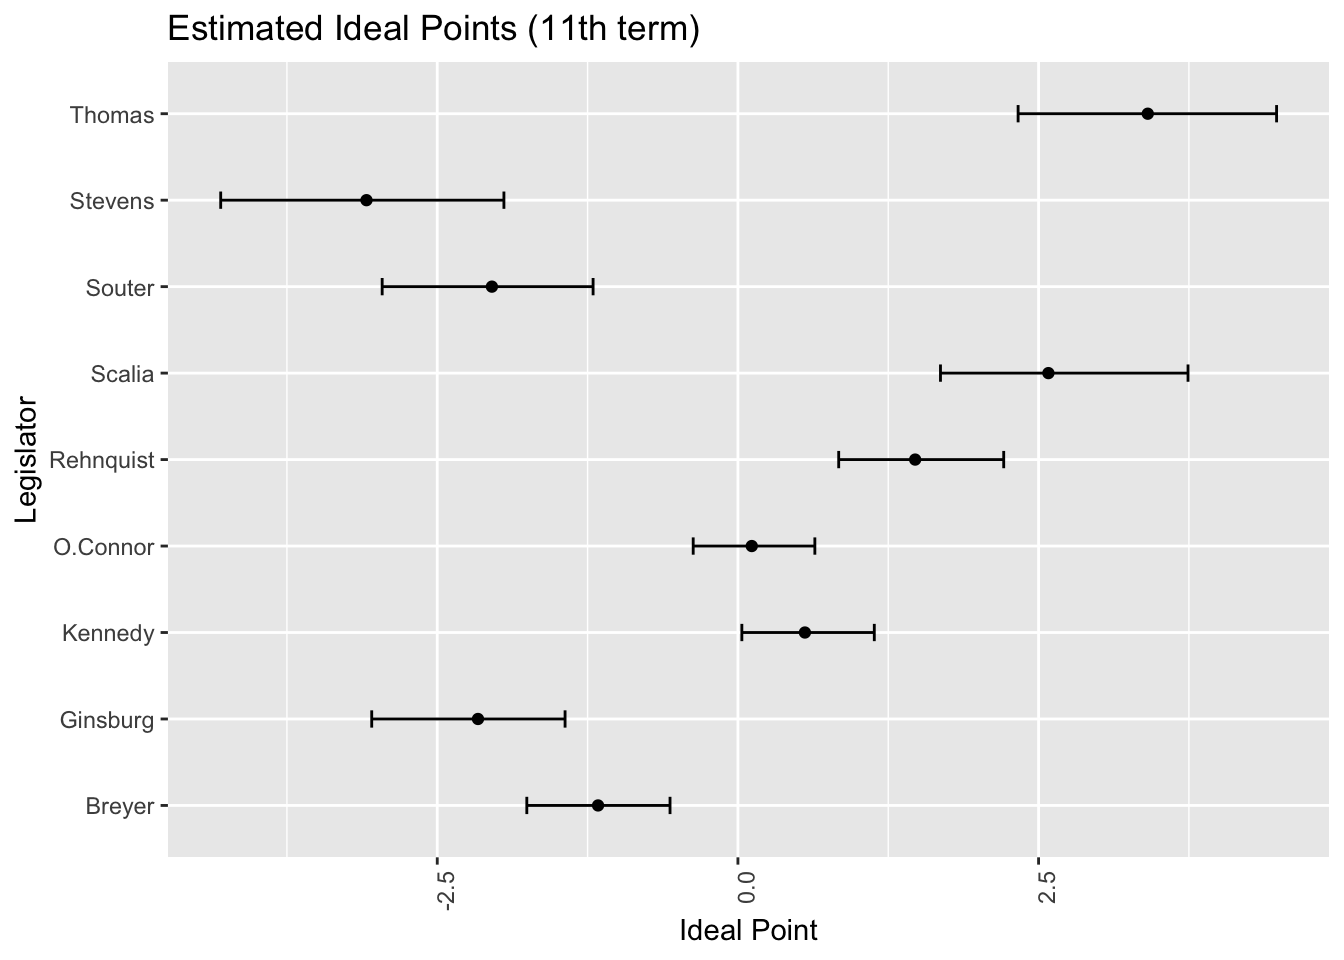 Estimated Ideal Points (11th term)
Legislator
Thomas
Stevens
Souter
Scalia
Rehnquist
O.Connor
Kennedy
Ginsburg
Breyer
-2.5
0.0
2.5
Ideal Point